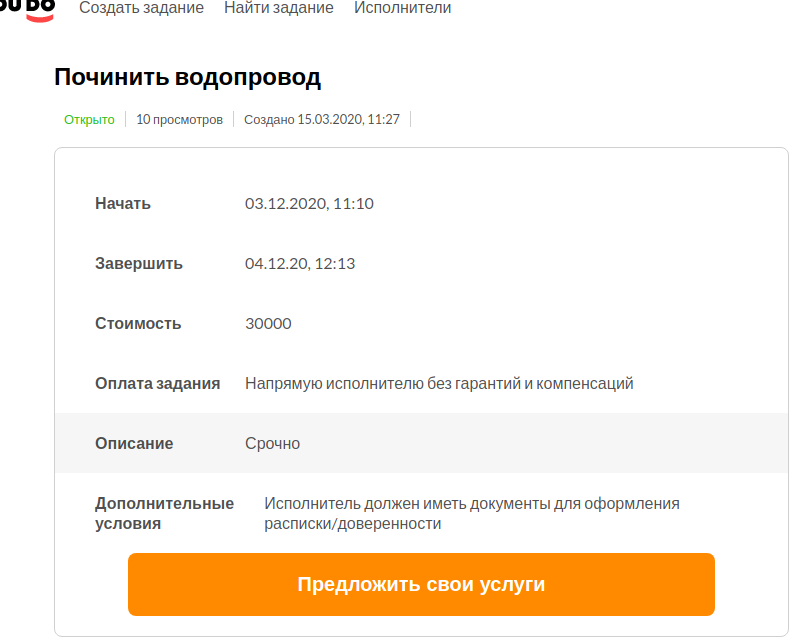 Создать задание Найти задание Исполнители
Починить водопровод
Открыто 10 просмотров Создано 15.03.2020, 11:27
Начать 03.12.2020, 11:10
Завершить 04.12.20, 12:13
Стоимость 30000
Оплата задания Напрямую исполнителю без гарантий и компенсаций
Описание Срочно
Дополнительные условия
Исполнитель должен иметь документы для оформления
расписки/доверенности
Предложить свои услуги